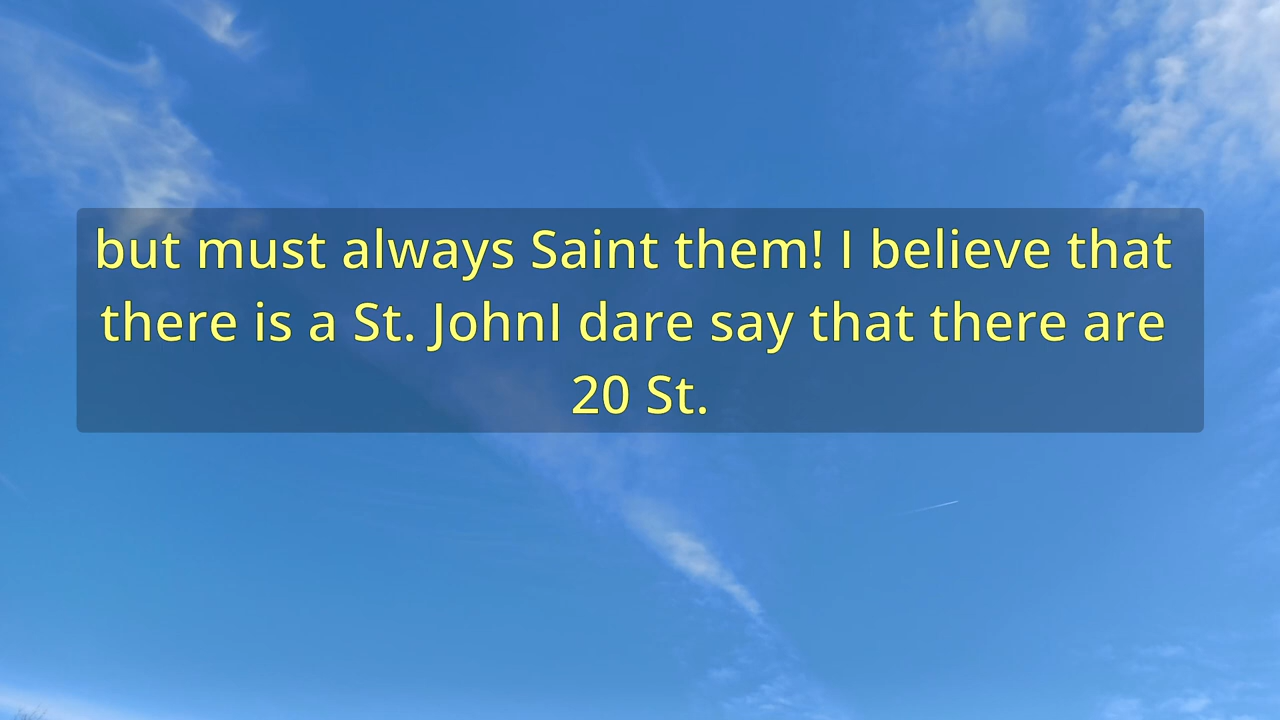 but must always Saint them! I believe that
there is a St. JohnI dare say that there are
20 St.